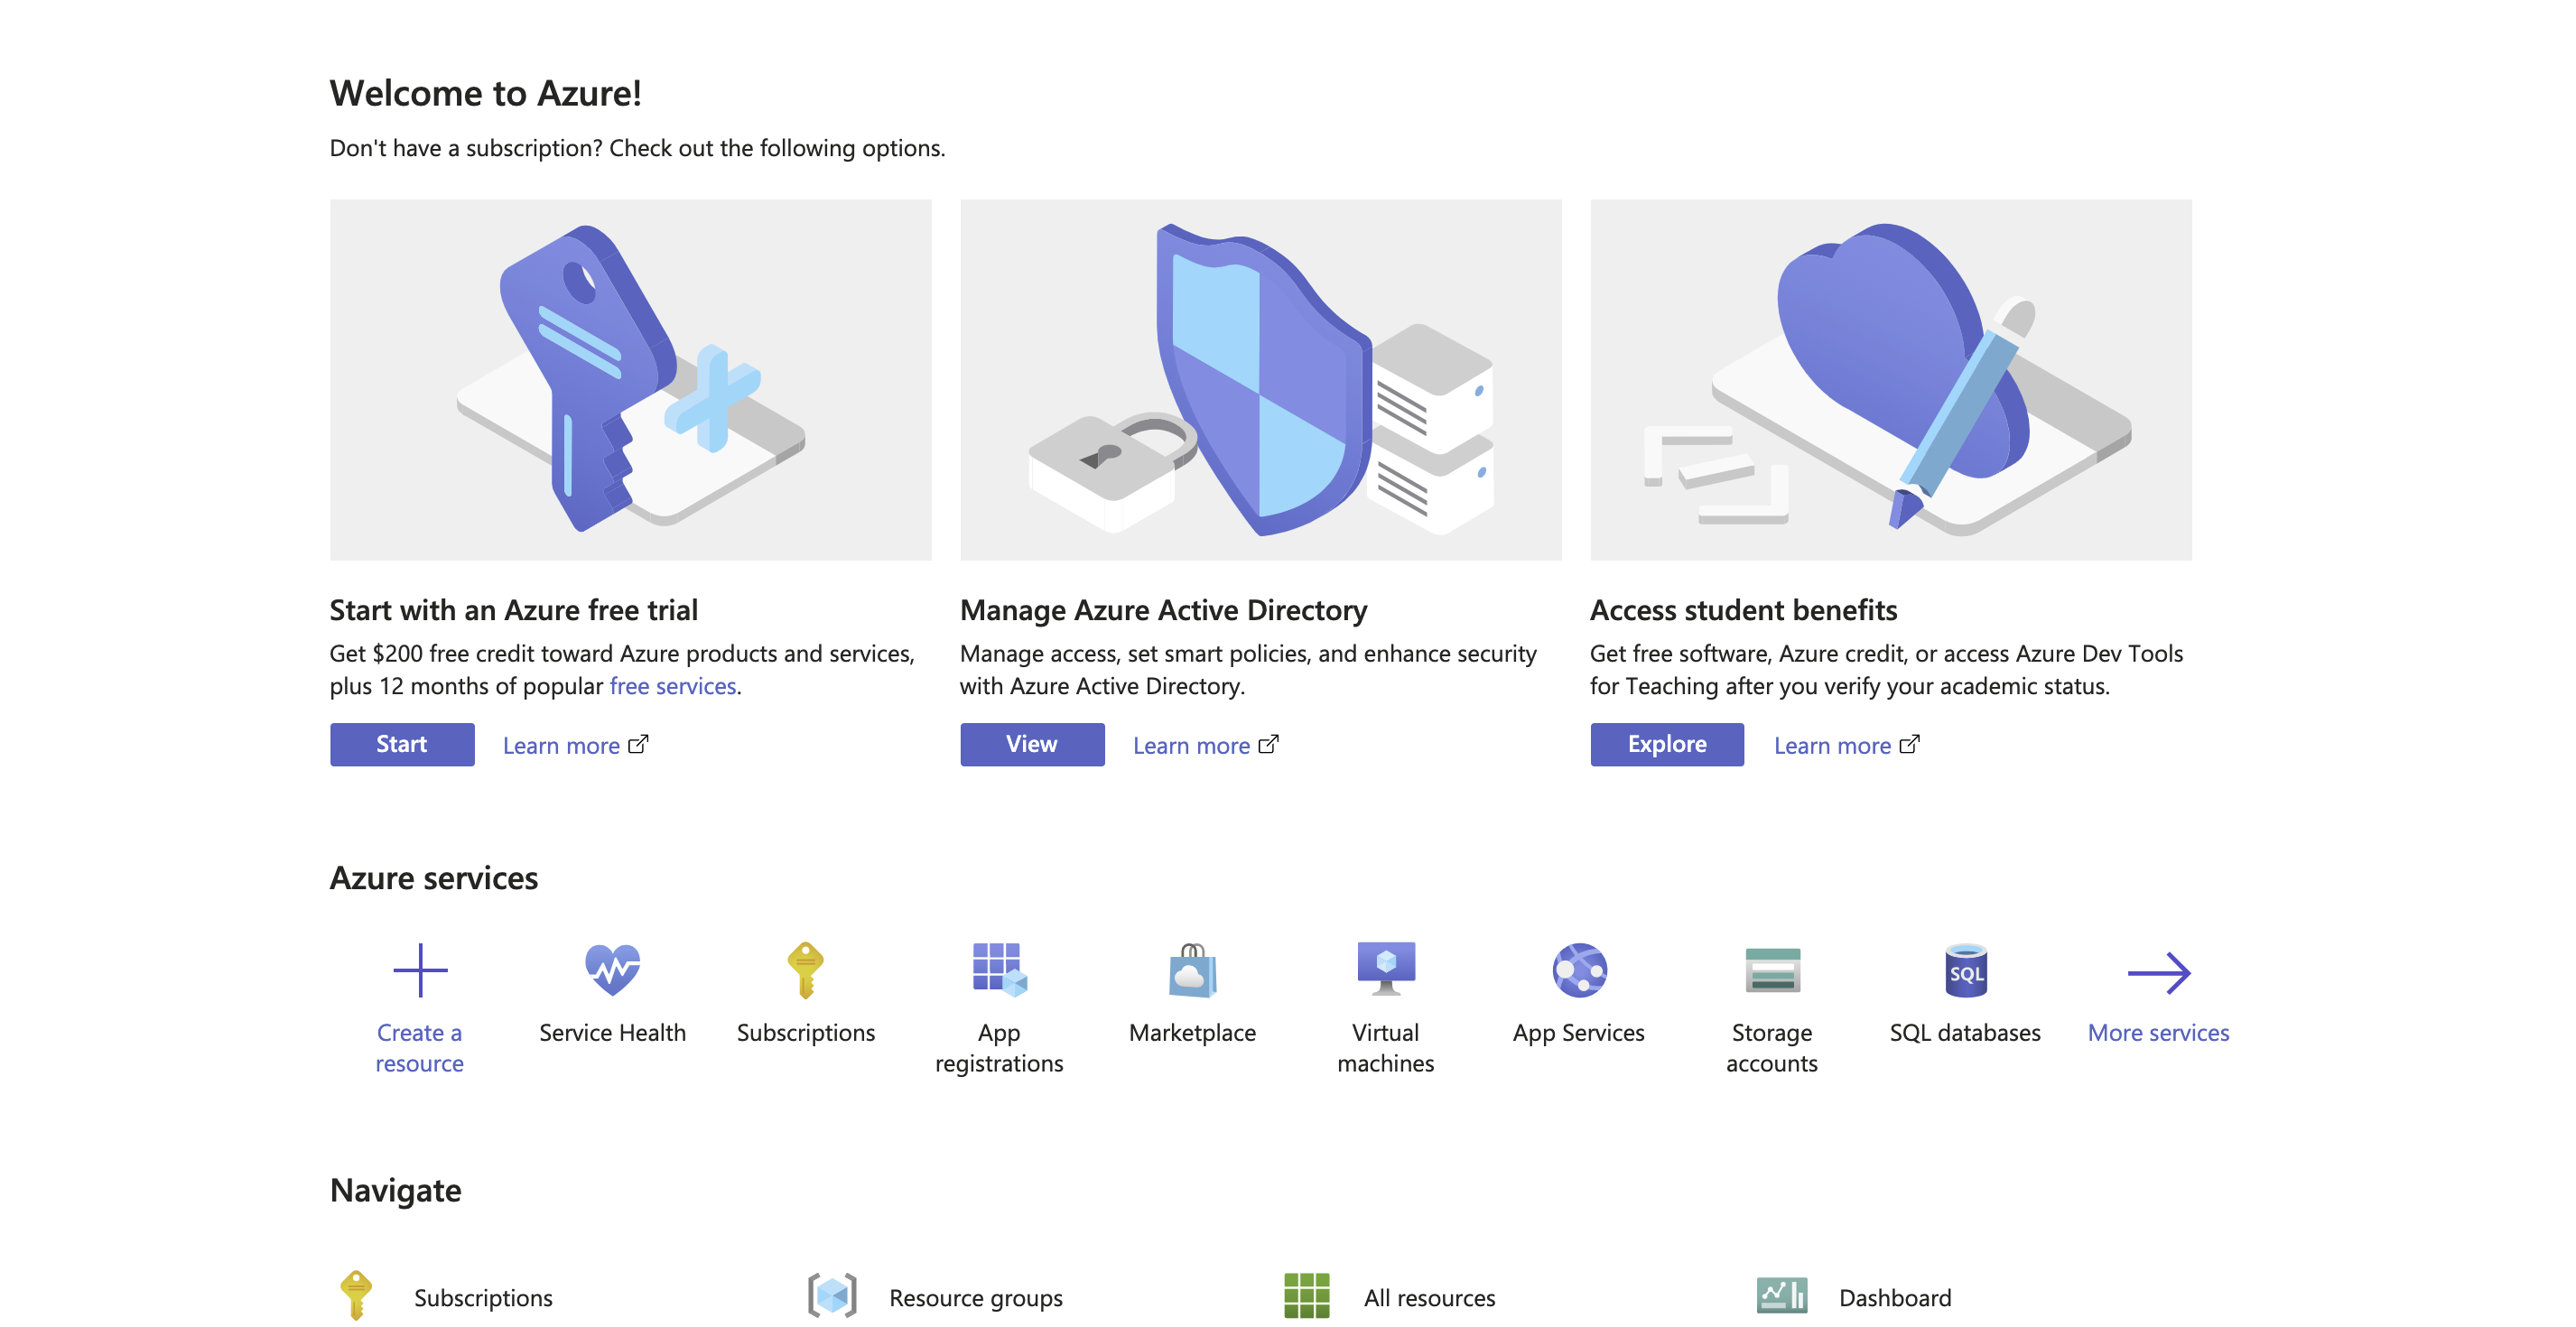 Welcome to Azure!
Don't have a subscription? Check out the following options.
Start with an Azure free trial
Get $200 free credit toward Azure products and services,
plus 12 months of popular free services.
Start
Learn more
Manage Azure Active Directory
Manage access, set smart policies, and enhance security
with Azure Active Directory.
View
Learn more
Access student benefits
Get free software, Azure credit, or access Azure Dev Tools
for Teaching after you verify your academic status.
Explore
Learn more
Azure services
Create a
resource
Service Health
Subscriptions
App
registrations
Marketplace
Virtual
machines
App Services
Storage
accounts
SQL
SQL databases
More services
Navigate
Subscriptions
Resource groups
All resources
Dashboard